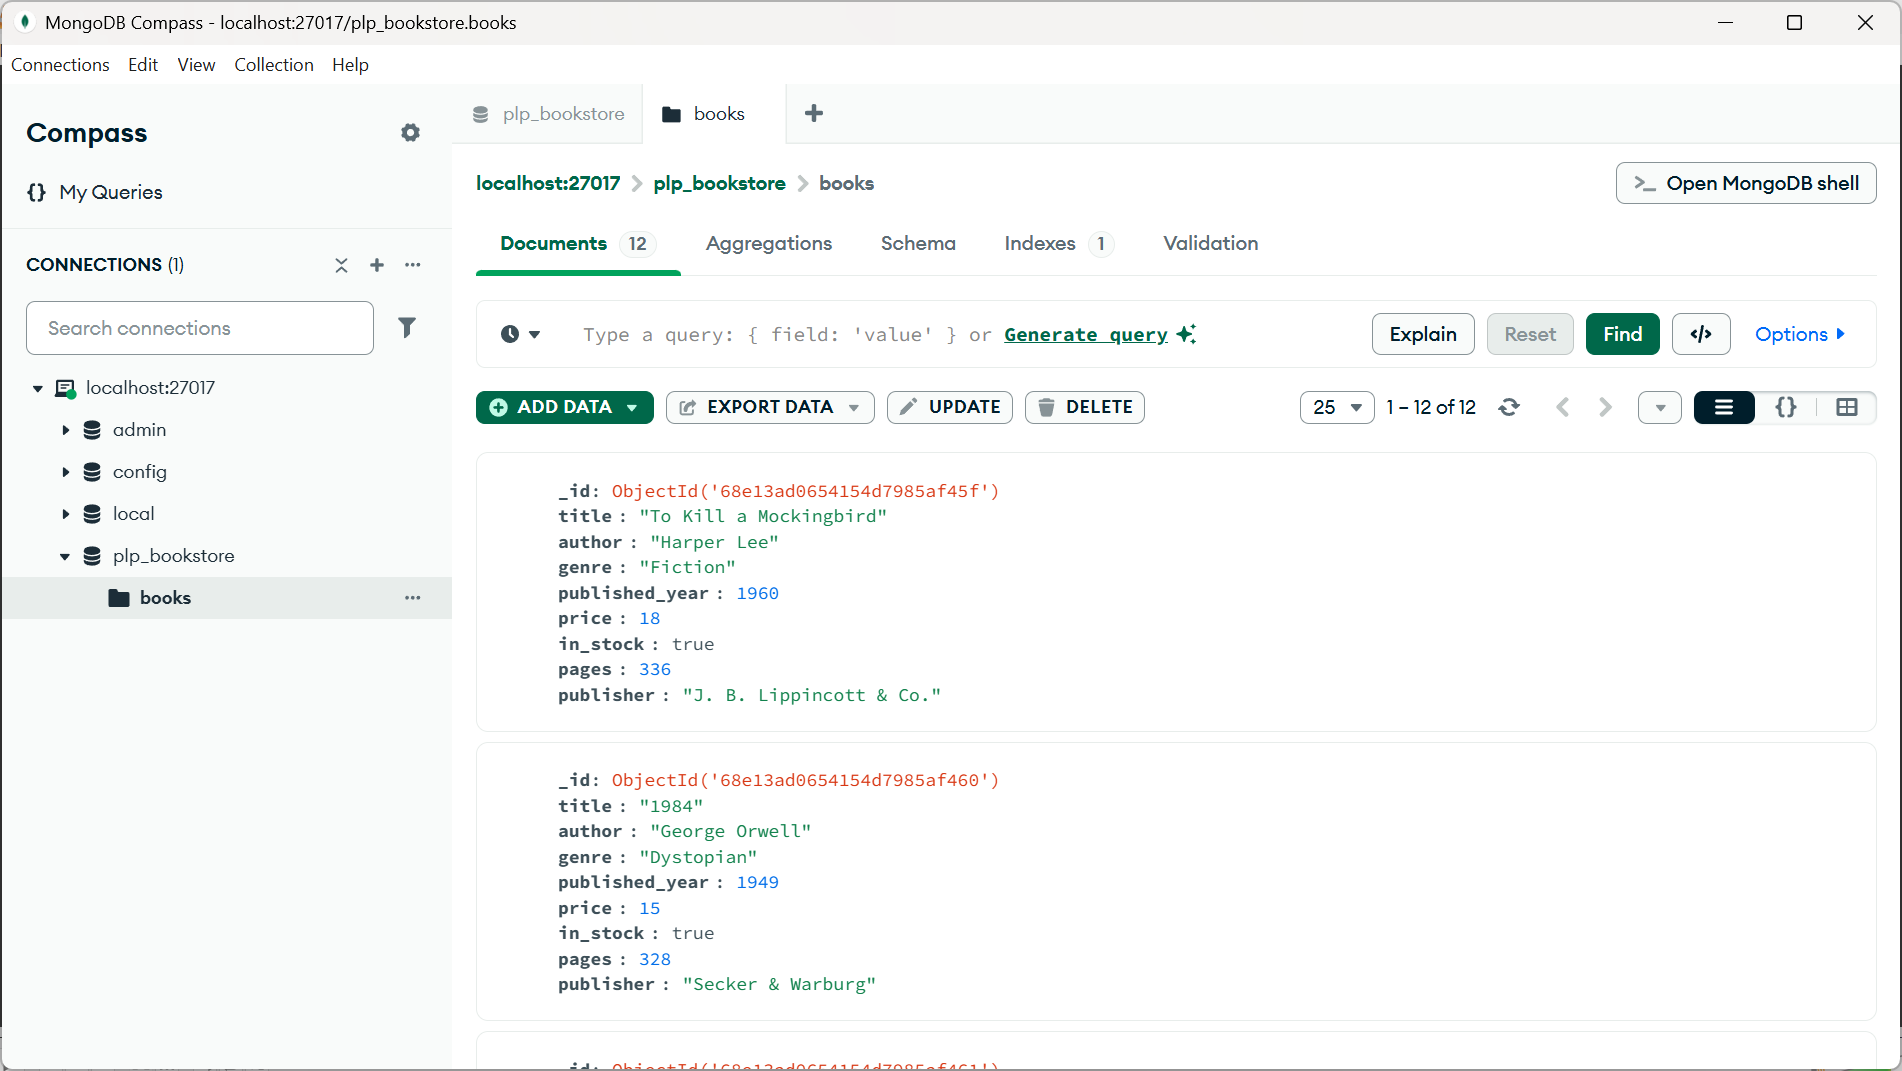 MongoDB Compass - localhost:27017/plp_bookstore.books
Connections Edit View Collection Help
Compass
{} My Queries
CONNECTIONS (1)
Search connections
localhost:27017
admin
config
local
plp_bookstore
books
plp_bookstore
books
localhost:27017 > plp_bookstore > books
>_ Open MongoDB shell
Documents 12 Aggregations Schema Indexes 1 Validation
Type a query: { field: 'value' } or Generate query
Explain Reset Find </> Options
ADD DATA EXPORT DATA UPDATE DELETE
25 1 – 12 of 12 {}
_id: ObjectId('68e13ad0654154d7985af45f')
title : "To Kill a Mockingbird"
author : "Harper Lee"
genre : "Fiction"
published_year : 1960
price : 18
in_stock : true
pages : 336
publisher : "J. B. Lippincott & Co."
_id: ObjectId('68e13ad0654154d7985af460')
title : "1984"
author : "George Orwell"
genre : "Dystopian"
published_year : 1949
price : 15
in_stock : true
pages : 328
publisher : "Secker & Warburg"
_id: ObjectId('68e13ad0654154d7985af461')